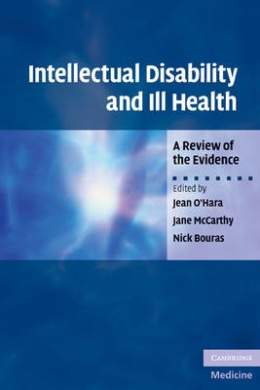 Intellectual Disability
and Ill Health
A Review of
the Evidence
Edited by
Jean O'Hara
Jane McCarthy
Nick Bouras
CAMBRIDGE
Medicine